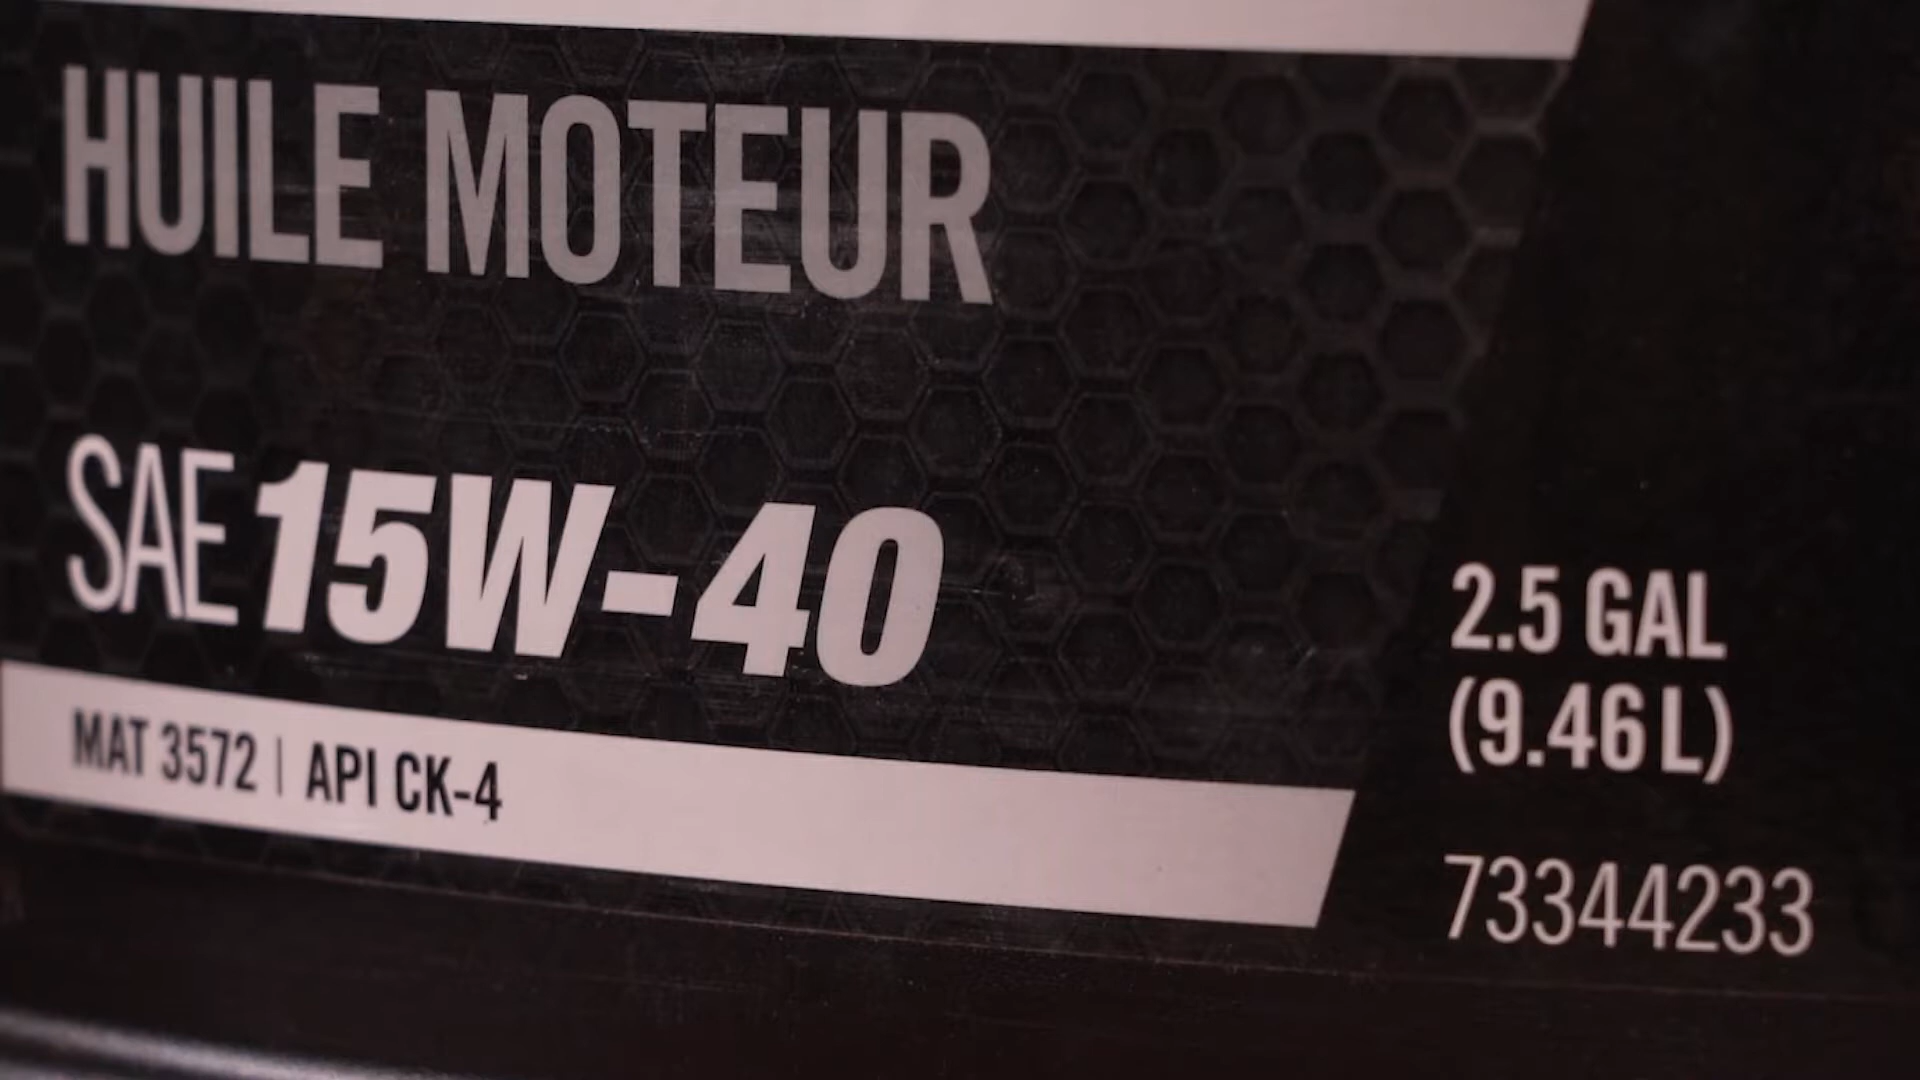 HUILE MOTEUR
SAE 15W-40
MAT 3572 | API CK-4
2.5 GAL
(9.46 L)
73344233